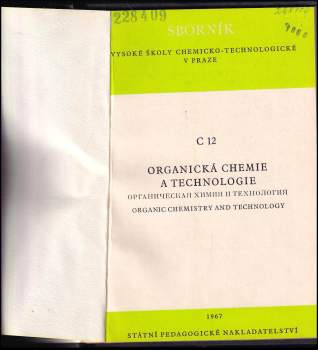 228409
SBORNÍK
VYSOKÉ ŠKOLY CHEMICKO-TECHNOLOGICKÉ
V PRAZE
C 12
ORGANICKÁ CHEMIE
A TECHNOLOGIE
ОРГАНИЧЕСКАЯ ХИМИЯ И ТЕХНОЛОГИЯ
ORGANIC CHEMISTRY AND TECHNOLOGY
1967
STÁTNÍ PEDAGOGICKÉ NAKLADATELSTVÍ